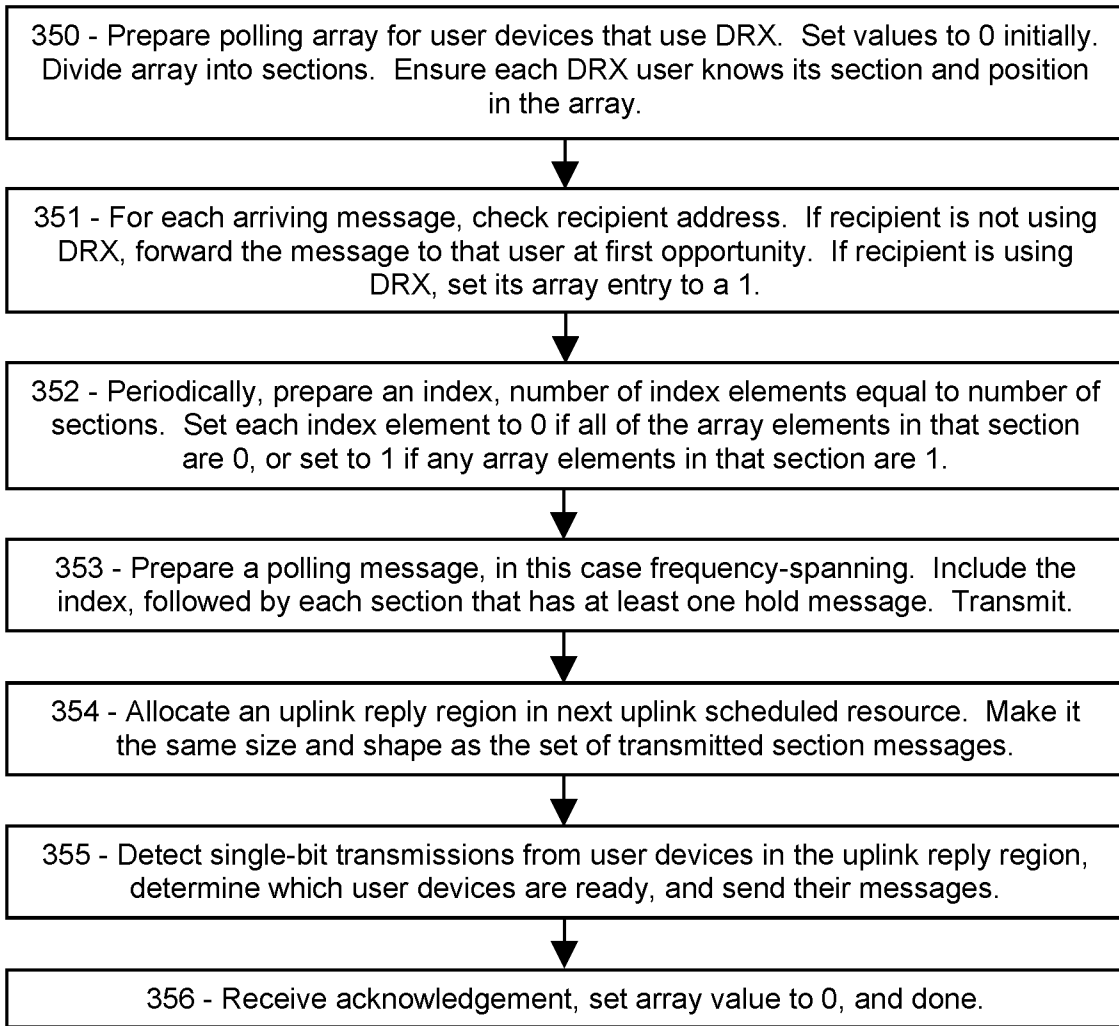 350 - Prepare polling array for user devices that use DRX.  Set values to 0 initially.
Divide array into sections.  Ensure each DRX user knows its section and position
in the array.
351 - For each arriving message, check recipient address.  If recipient is not using
DRX, forward the message to that user at first opportunity.  If recipient is using
DRX, set its array entry to a 1.
352 - Periodically, prepare an index, number of index elements equal to number of
sections.  Set each index element to 0 if all of the array elements in that section
are 0, or set to 1 if any array elements in that section are 1.
353 - Prepare a polling message, in this case frequency-spanning.  Include the
index, followed by each section that has at least one hold message.  Transmit.
354 - Allocate an uplink reply region in next uplink scheduled resource.  Make it
the same size and shape as the set of transmitted section messages.
355 - Detect single-bit transmissions from user devices in the uplink reply region,
determine which user devices are ready, and send their messages.
356 - Receive acknowledgement, set array value to 0, and done.